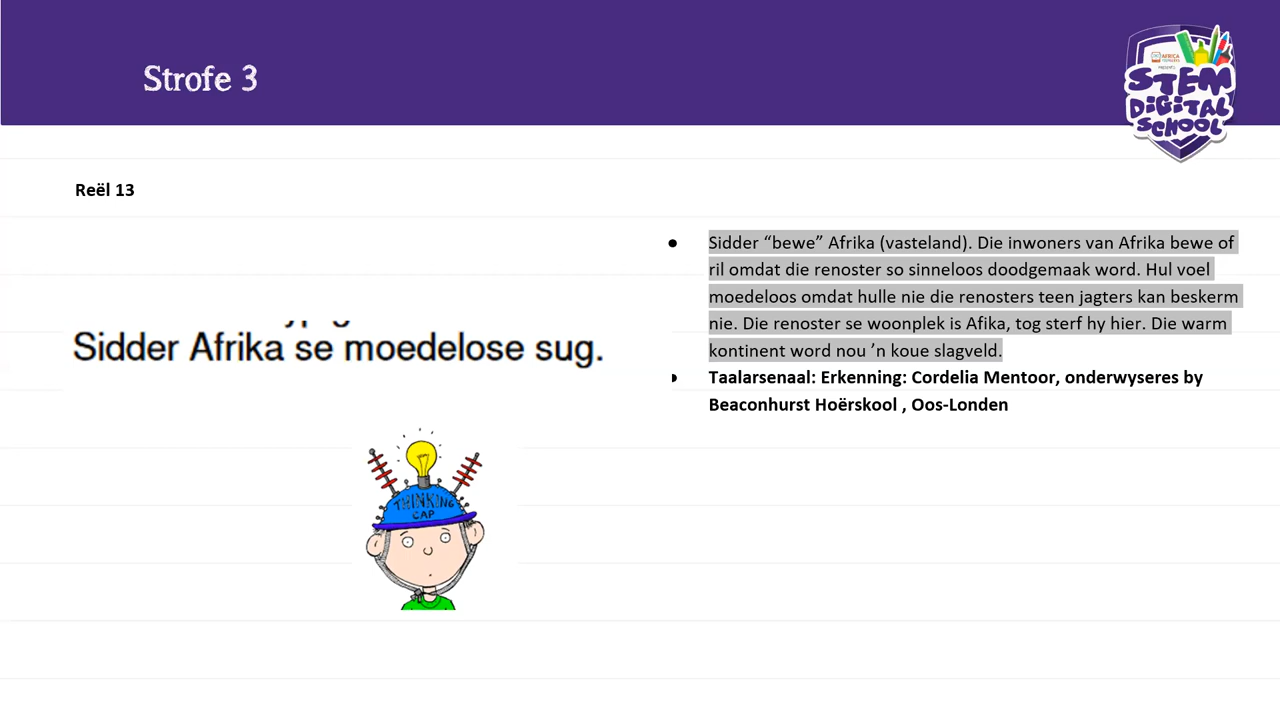 Strofe 3
AFRICA
STEM
DiGiTAL
SCHOOL
Reël 13
Sidder Afrika se moedelose sug.
THINKING
CAP
● Sidder “bewe” Afrika (vasteland). Die inwoners van Afrika bewe of
ril omdat die renoster so sinneloos doodgemaak word. Hul voel
moedeloos omdat hulle nie die renosters teen jagters kan beskerm
nie. Die renoster se woonplek is Afika, tog sterf hy hier. Die warm
kontinent word nou ’n koue slagveld.
● Taalarsenaal: Erkenning: Cordelia Mentoor, onderwyseres by
Beaconhurst Hoërskool , Oos-Londen